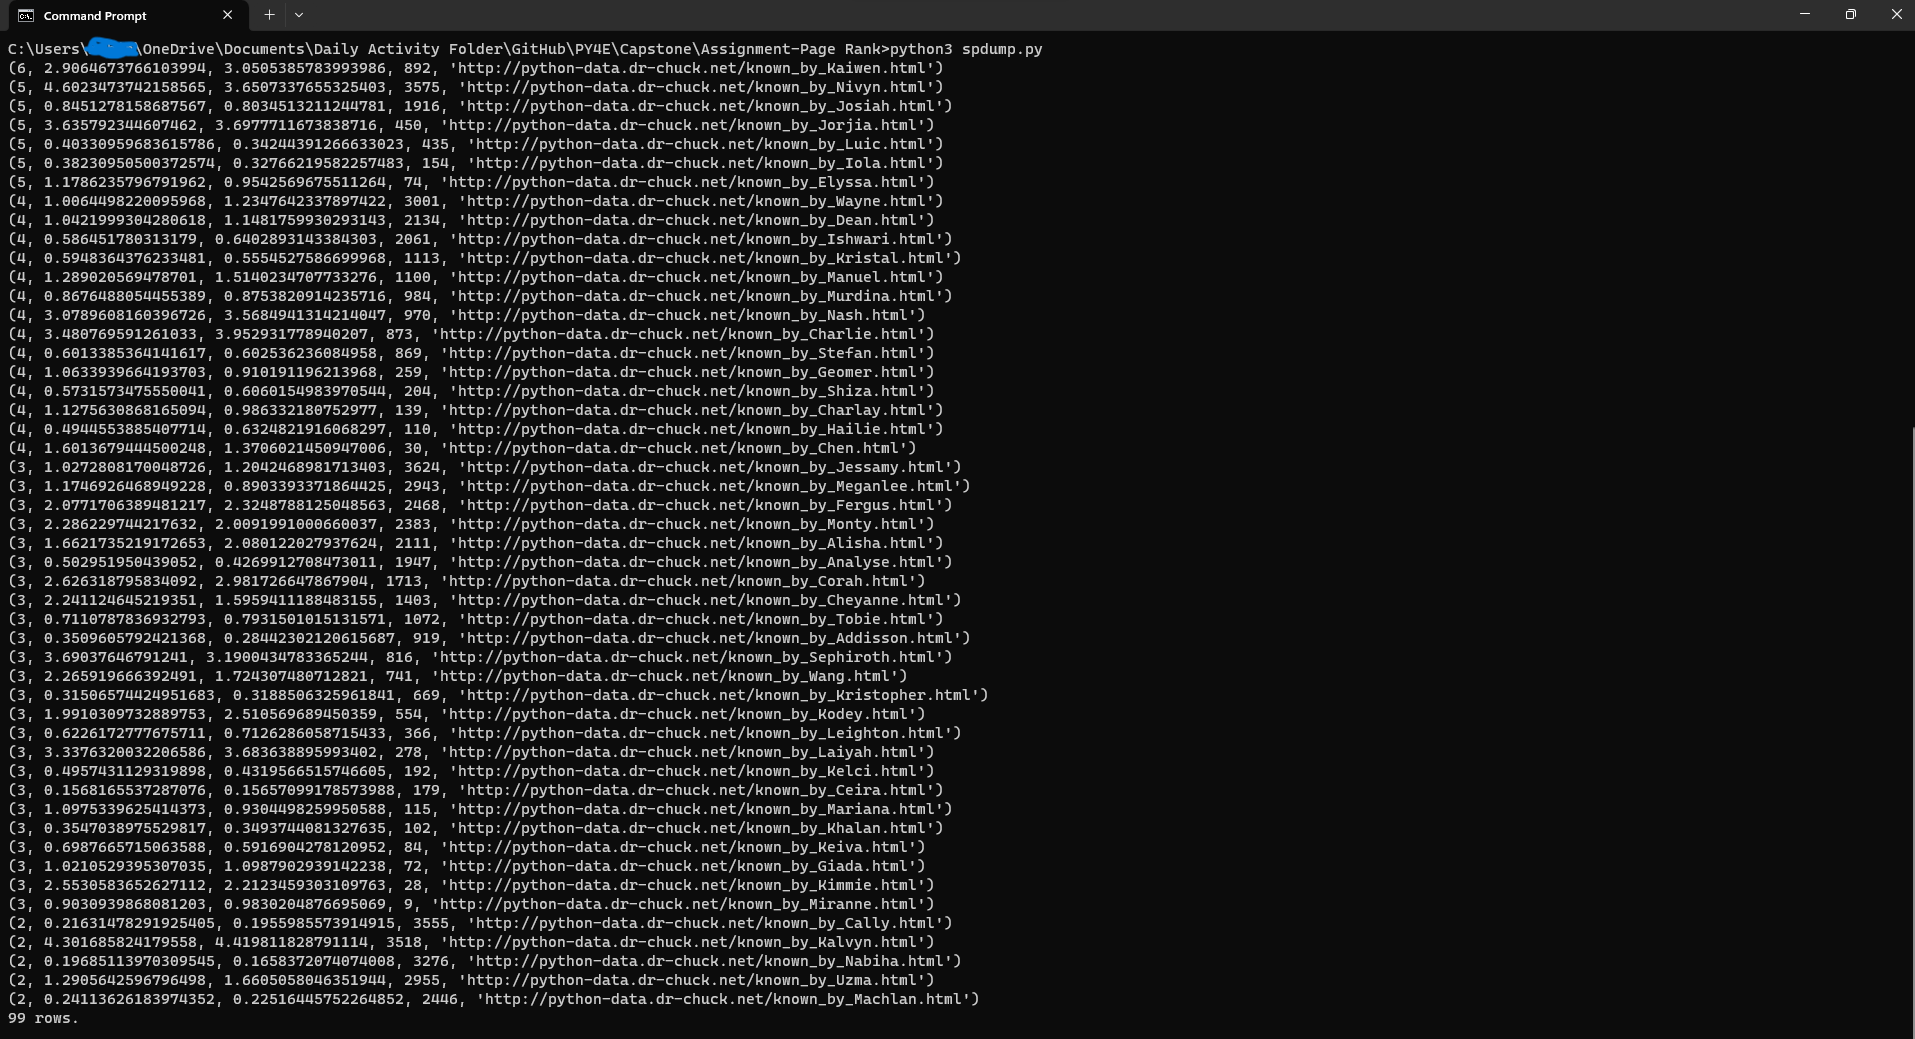 Command Prompt
C:\Users\ \OneDrive\Documents\Daily Activity Folder\GitHub\PY4E\Capstone\Assignment-Page Rank>python3 spdump.py
(6, 2.9064673766103994, 3.0505385783993986, 892, 'http://python-data.dr-chuck.net/known_by_Kaiwen.html')
(5, 4.6023473742158565, 3.6507337655325403, 3575, 'http://python-data.dr-chuck.net/known_by_Nivyn.html')
(5, 0.8451278158687567, 0.8034513211244781, 1916, 'http://python-data.dr-chuck.net/known_by_Josiah.html')
(5, 3.635792344607462, 3.6977711673838716, 450, 'http://python-data.dr-chuck.net/known_by_Jorjia.html')
(5, 0.40330959683615786, 0.34244391266633023, 435, 'http://python-data.dr-chuck.net/known_by_Luic.html')
(5, 0.38230950500372574, 0.32766219582257483, 154, 'http://python-data.dr-chuck.net/known_by_Iola.html')
(5, 1.1786235796791962, 0.9542569675511264, 74, 'http://python-data.dr-chuck.net/known_by_Elyssa.html')
(4, 1.0064498220095968, 1.2347642337897422, 3001, 'http://python-data.dr-chuck.net/known_by_Wayne.html')
(4, 1.0421999304280618, 1.1481759930293143, 2134, 'http://python-data.dr-chuck.net/known_by_Dean.html')
(4, 0.586451780313179, 0.6402893143384303, 2061, 'http://python-data.dr-chuck.net/known_by_Ishwari.html')
(4, 0.5948364376233481, 0.5554527586699968, 1113, 'http://python-data.dr-chuck.net/known_by_Kristal.html')
(4, 1.289020569478701, 1.5140234707733276, 1100, 'http://python-data.dr-chuck.net/known_by_Manuel.html')
(4, 0.8676488054455389, 0.8753820914235716, 984, 'http://python-data.dr-chuck.net/known_by_Murdina.html')
(4, 3.0789608160396726, 3.5684941314214047, 970, 'http://python-data.dr-chuck.net/known_by_Nash.html')
(4, 3.480769591261033, 3.952931778940207, 873, 'http://python-data.dr-chuck.net/known_by_Charlie.html')
(4, 0.6013385364141617, 0.602536236084958, 869, 'http://python-data.dr-chuck.net/known_by_Stefan.html')
(4, 1.0633939664193703, 0.910191196213968, 259, 'http://python-data.dr-chuck.net/known_by_Geomer.html')
(4, 0.5731573475550041, 0.6060154983970544, 204, 'http://python-data.dr-chuck.net/known_by_Shiza.html')
(4, 1.1275630868165094, 0.986332180752977, 139, 'http://python-data.dr-chuck.net/known_by_Charlay.html')
(4, 0.4944553885407714, 0.6324821916068297, 110, 'http://python-data.dr-chuck.net/known_by_Hailie.html')
(4, 1.6013679444500248, 1.3706021450947006, 30, 'http://python-data.dr-chuck.net/known_by_Chen.html')
(3, 1.0272808170048726, 1.2042468981713403, 3624, 'http://python-data.dr-chuck.net/known_by_Jessamy.html')
(3, 1.1746926468949228, 0.8903393371864425, 2943, 'http://python-data.dr-chuck.net/known_by_Meganlee.html')
(3, 2.0771706389481217, 2.3248788125048563, 2468, 'http://python-data.dr-chuck.net/known_by_Fergus.html')
(3, 2.286229744217632, 2.0091991000660037, 2383, 'http://python-data.dr-chuck.net/known_by_Monty.html')
(3, 1.6621735219172653, 2.080122027937624, 2111, 'http://python-data.dr-chuck.net/known_by_Alisha.html')
(3, 0.502951950439052, 0.4269912708473011, 1947, 'http://python-data.dr-chuck.net/known_by_Analyse.html')
(3, 2.626318795834092, 2.981726647867904, 1713, 'http://python-data.dr-chuck.net/known_by_Corah.html')
(3, 2.241124645219351, 1.5959411188483155, 1403, 'http://python-data.dr-chuck.net/known_by_Cheyanne.html')
(3, 0.7110787836932793, 0.7931501015131571, 1072, 'http://python-data.dr-chuck.net/known_by_Tobie.html')
(3, 0.3509605792421368, 0.28442302120615687, 919, 'http://python-data.dr-chuck.net/known_by_Addisson.html')
(3, 3.69037646791241, 3.1900434783365244, 816, 'http://python-data.dr-chuck.net/known_by_Sephiroth.html')
(3, 2.265919666392491, 1.724307480712821, 741, 'http://python-data.dr-chuck.net/known_by_Wang.html')
(3, 0.31506574424951683, 0.3188506325961841, 669, 'http://python-data.dr-chuck.net/known_by_Kristopher.html')
(3, 1.9910309732889753, 2.510569689450359, 554, 'http://python-data.dr-chuck.net/known_by_Kodey.html')
(3, 0.6226172777675711, 0.7126286058715433, 366, 'http://python-data.dr-chuck.net/known_by_Leighton.html')
(3, 3.3376320032206586, 3.683638895993402, 278, 'http://python-data.dr-chuck.net/known_by_Laiyah.html')
(3, 0.4957431129319898, 0.4319566515746605, 192, 'http://python-data.dr-chuck.net/known_by_Kelci.html')
(3, 0.1568165537287076, 0.15657099178573988, 179, 'http://python-data.dr-chuck.net/known_by_Ceira.html')
(3, 1.0975339625414373, 0.9304498259950588, 115, 'http://python-data.dr-chuck.net/known_by_Mariana.html')
(3, 0.3547038975529817, 0.3493744081327635, 102, 'http://python-data.dr-chuck.net/known_by_Khalan.html')
(3, 0.6987665715063588, 0.5916904278120952, 84, 'http://python-data.dr-chuck.net/known_by_Keiva.html')
(3, 1.0210529395307035, 1.0987902939142238, 72, 'http://python-data.dr-chuck.net/known_by_Giada.html')
(3, 2.5530583652627112, 2.2123459303109763, 28, 'http://python-data.dr-chuck.net/known_by_Kimmie.html')
(3, 0.9030939868081203, 0.9830204876695069, 9, 'http://python-data.dr-chuck.net/known_by_Miranne.html')
(2, 0.21631478291925405, 0.1955985573914915, 3555, 'http://python-data.dr-chuck.net/known_by_Cally.html')
(2, 4.301685824179558, 4.419811828791114, 3518, 'http://python-data.dr-chuck.net/known_by_Kalvyn.html')
(2, 0.19685113970309545, 0.1658372074074008, 3276, 'http://python-data.dr-chuck.net/known_by_Nabiha.html')
(2, 1.2905642596796498, 1.6605058046351944, 2955, 'http://python-data.dr-chuck.net/known_by_Uzma.html')
(2, 0.24113626183974352, 0.22516445752264852, 2446, 'http://python-data.dr-chuck.net/known_by_Machlan.html')
99 rows.